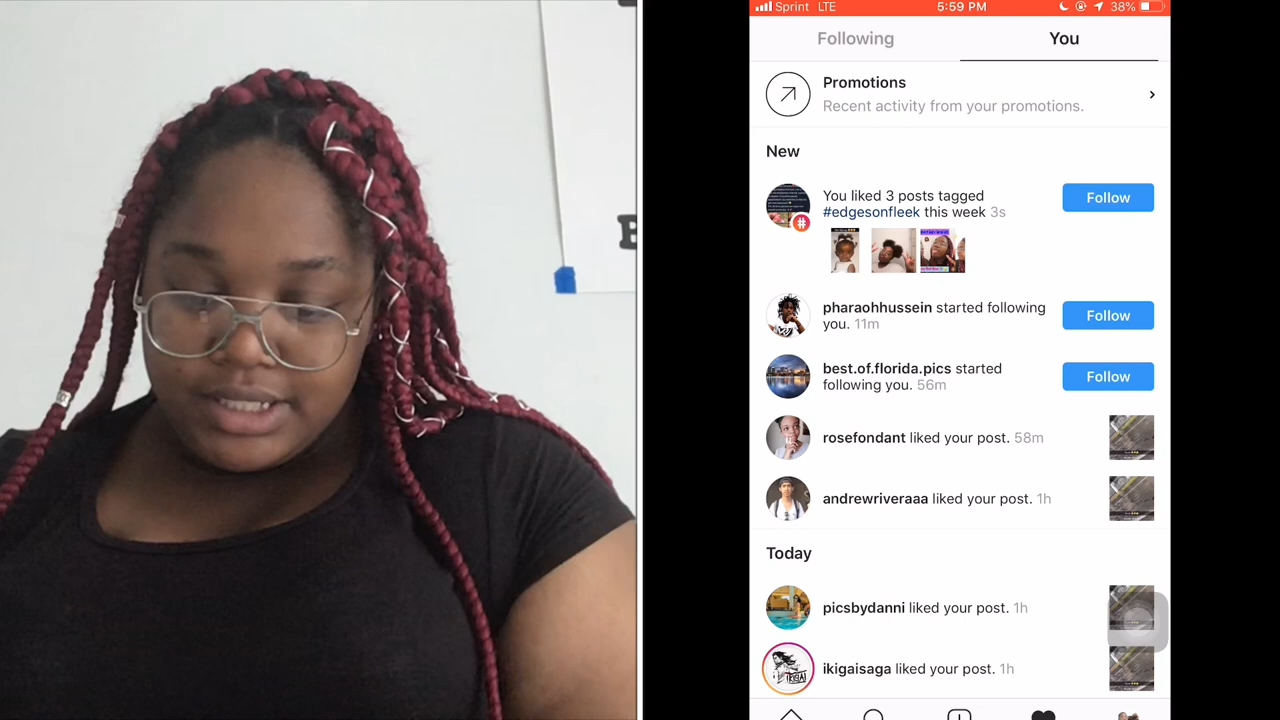 Sprint LTE 5:59 PM 38%
Following You
Promotions
Recent activity from your promotions.
New
You liked 3 posts tagged
#edgesonfleek this week 3s
Follow
pharaohhussein started following
you. 11m
Follow
best.of.florida.pics started
following you. 56m
Follow
rosefondant liked your post. 58m
andrewriveraaa liked your post. 1h
Today
picsbydanni liked your post. 1h
ikigaisaga liked your post. 1h